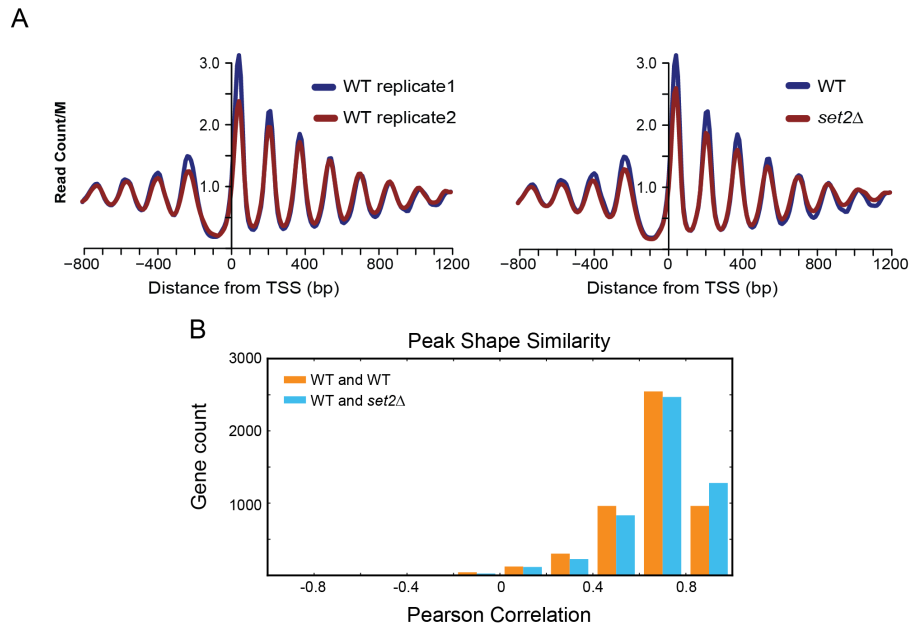 A
Read Count/M
3.0
2.0
1.0
WT replicate1
WT replicate2
−800 −400 0 400 800 1200
Distance from TSS (bp)
3.0
2.0
1.0
WT
set2Δ
−800 −400 0 400 800 1200
Distance from TSS (bp)
B
Peak Shape Similarity
Gene count
3000
2000
1000
WT and WT
WT and set2Δ
-0.8 -0.4 0 0.4 0.8
Pearson Correlation